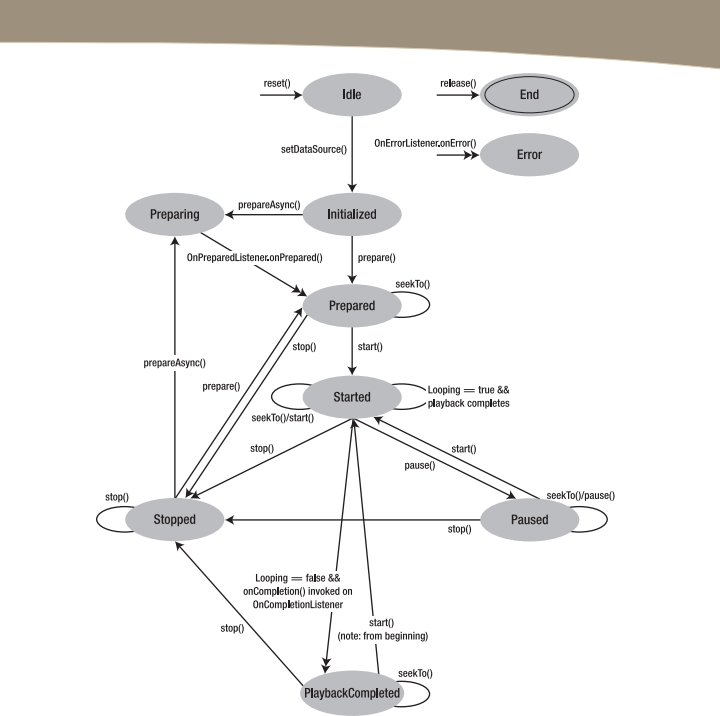 reset()
Idle
release()
End
setDataSource()
OnErrorListener.onError()
Error
Preparing
prepareAsync()
Initialized
OnPreparedListener.onPrepared()
prepare()
seekTo()
Prepared
stop()
start()
prepareAsync()
prepare()
Started
Looping == true &&
playback completes
seekTo()/start()
stop()
start()
pause()
stop()
seekTo()/pause()
Stopped
Paused
stop()
Looping == false &&
onCompletion() invoked on
OnCompletionListener
stop()
start()
(note: from beginning)
seekTo()
PlaybackCompleted